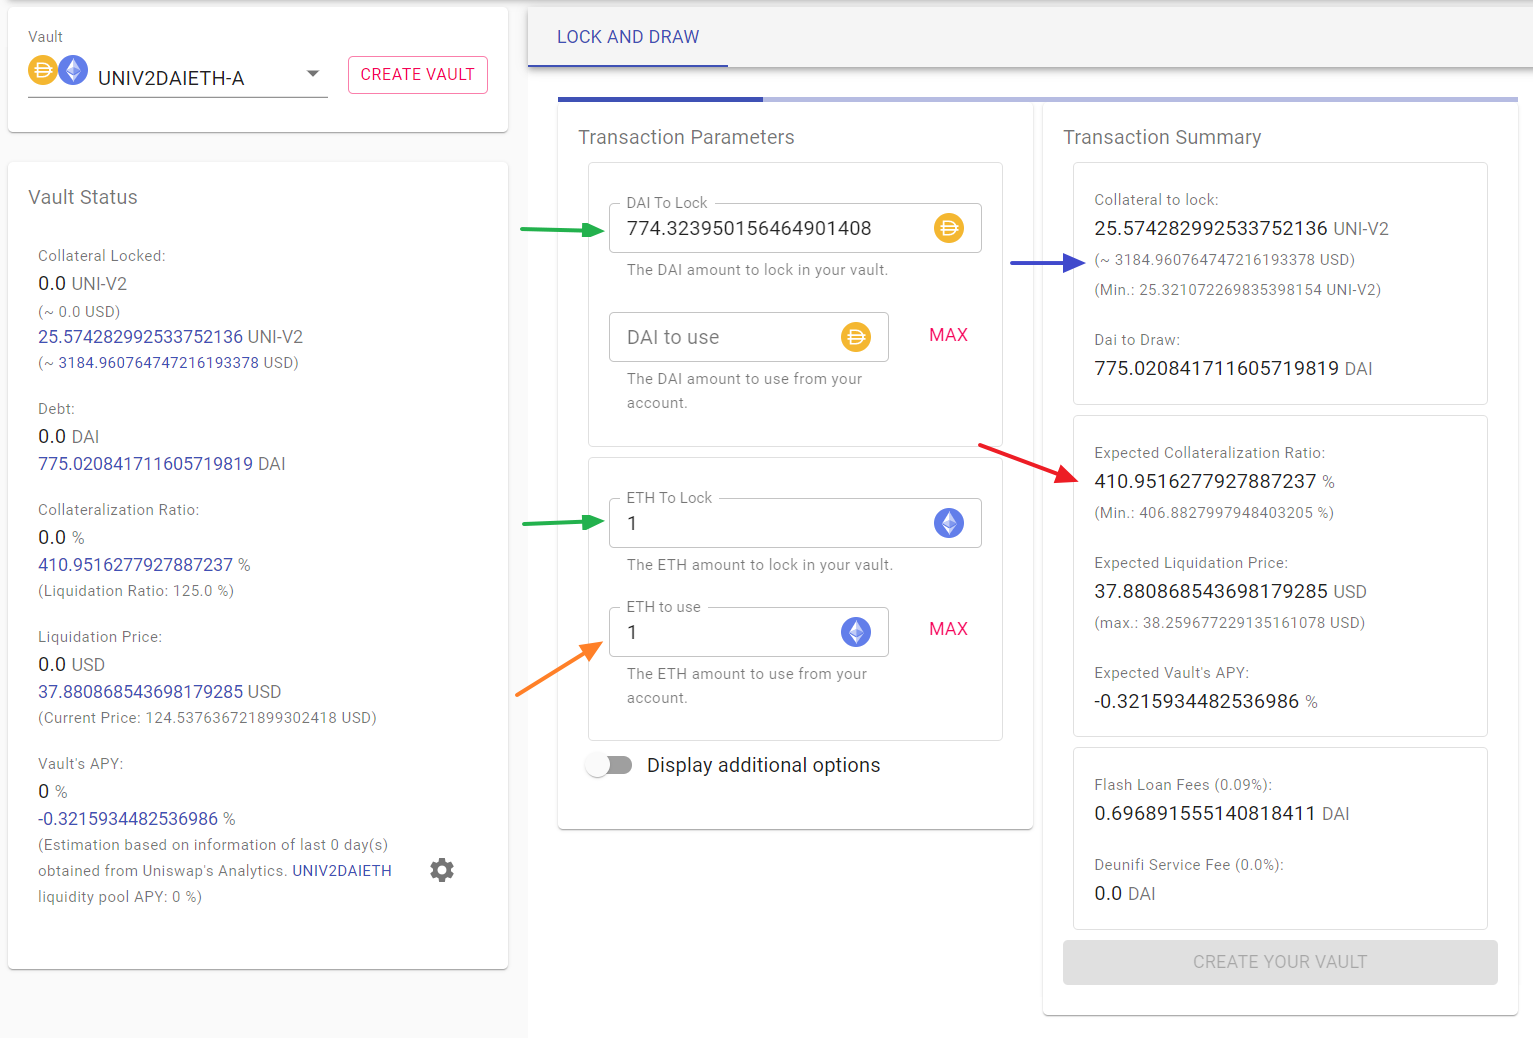 Vault
UNIV2DAIETH-A
CREATE VAULT
Vault Status
Collateral Locked:
0.0 UNI-V2
(~ 0.0 USD)
25.574282992533752136 UNI-V2
(~ 3184.960764747216193378 USD)
Debt:
0.0 DAI
775.020841711605719819 DAI
Collateralization Ratio:
0.0 %
410.9516277927887237 %
(Liquidation Ratio: 125.0 %)
Liquidation Price:
0.0 USD
37.880868543698179285 USD
(Current Price: 124.537636721899302418 USD)
Vault's APY:
0 %
-0.3215934482536986 %
(Estimation based on information of last 0 day(s)
obtained from Uniswap's Analytics. UNIV2DAIETH
liquidity pool APY: 0 %)
LOCK AND DRAW
Transaction Parameters
DAI To Lock
774.323950156464901408
The DAI amount to lock in your vault.
DAI to use
MAX
The DAI amount to use from your
account.
ETH To Lock
1
The ETH amount to lock in your vault.
ETH to use
1
MAX
The ETH amount to use from your
account.
Display additional options
Transaction Summary
Collateral to lock:
25.574282992533752136 UNI-V2
(~ 3184.960764747216193378 USD)
(Min.: 25.321072269835398154 UNI-V2)
Dai to Draw:
775.020841711605719819 DAI
Expected Collateralization Ratio:
410.9516277927887237 %
(Min.: 406.8827997948403205 %)
Expected Liquidation Price:
37.880868543698179285 USD
(max.: 38.259677229135161078 USD)
Expected Vault's APY:
-0.3215934482536986 %
Flash Loan Fees (0.09%):
0.696891555140818411 DAI
Deunifi Service Fee (0.0%):
0.0 DAI
CREATE YOUR VAULT